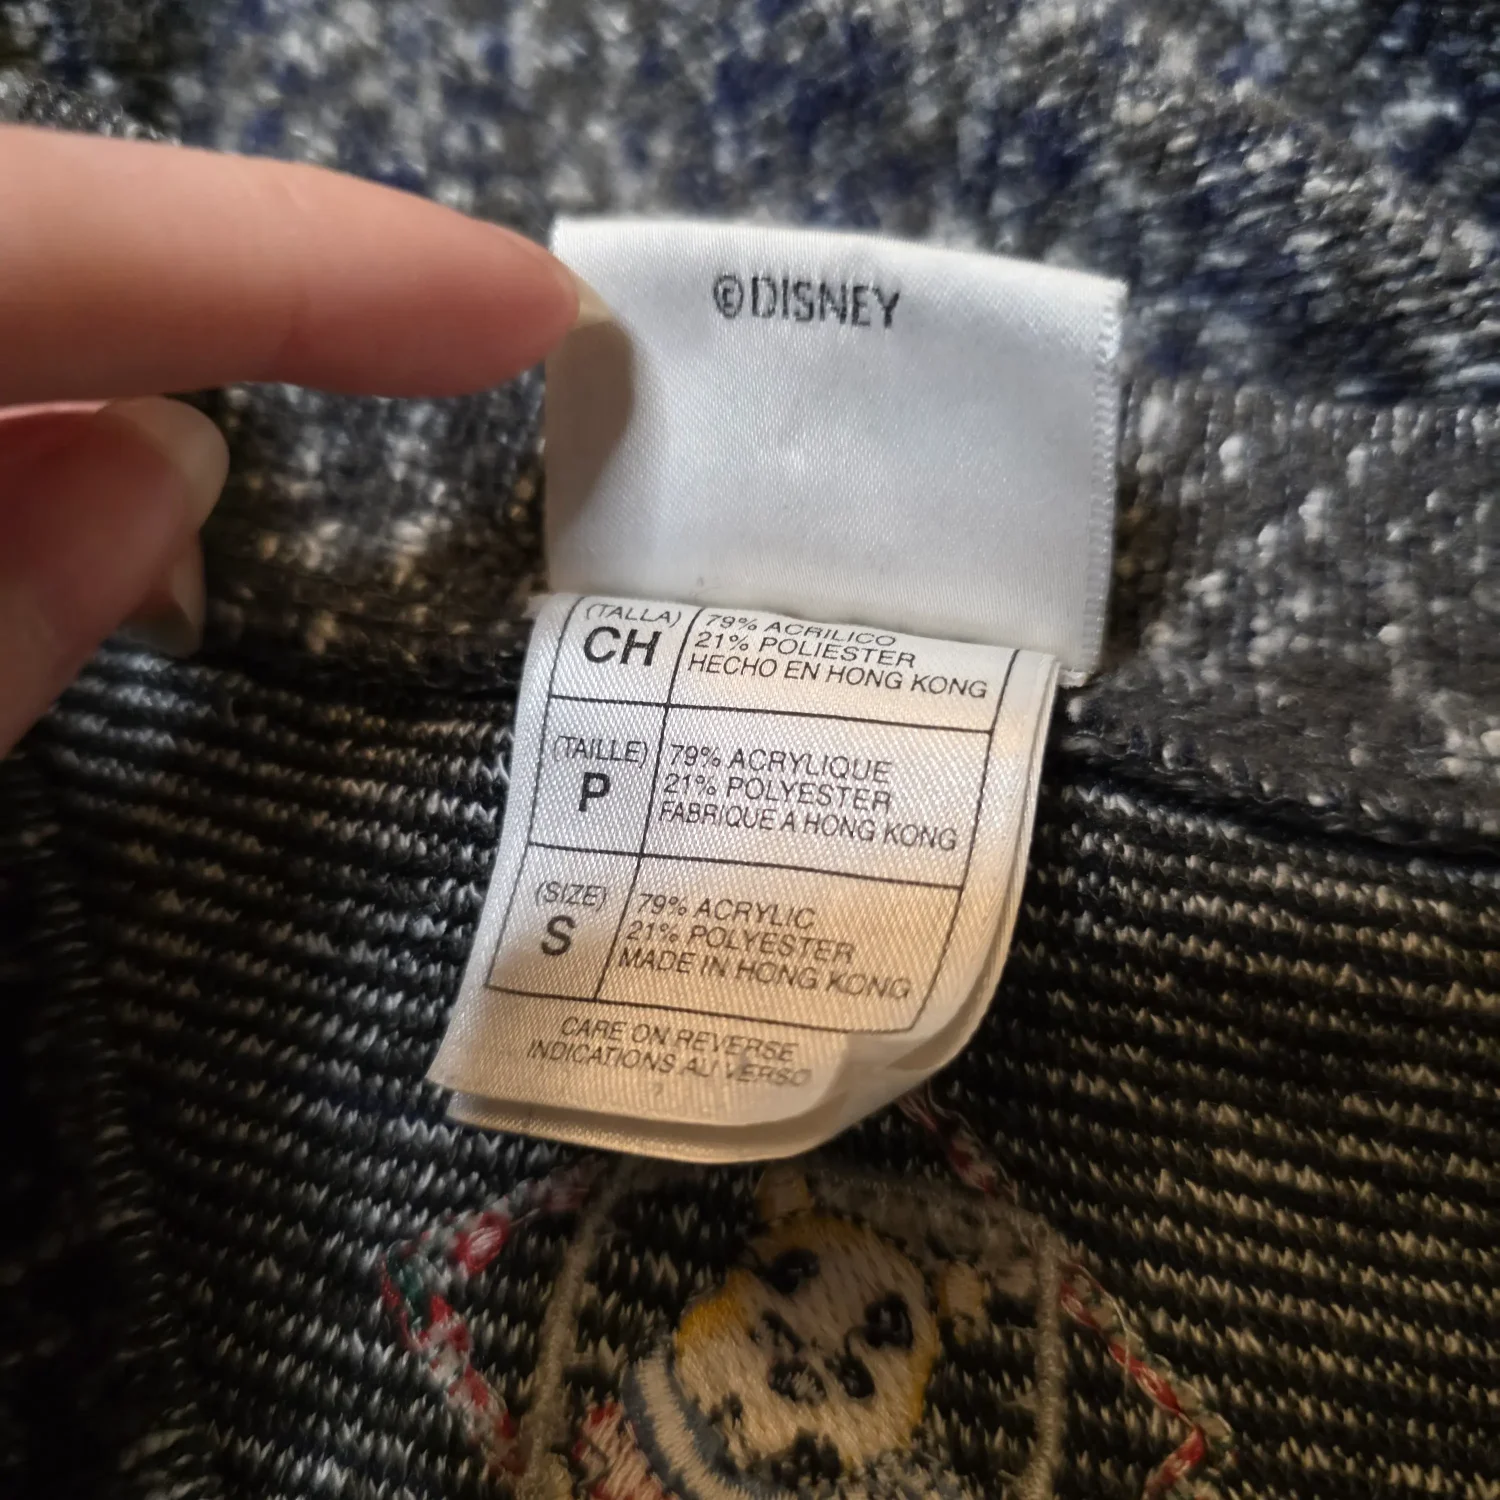 ©DISNEY
(TALLA)
CH
79% ACRILICO
21% POLIESTER
HECHO EN HONG KONG
(TAILLE)
P
79% ACRYLIQUE
21% POLYESTER
FABRIQUE A HONG KONG
(SIZE)
S
79% ACRYLIC
21% POLYESTER
MADE IN HONG KONG
CARE ON REVERSE
INDICATIONS AU VERSO